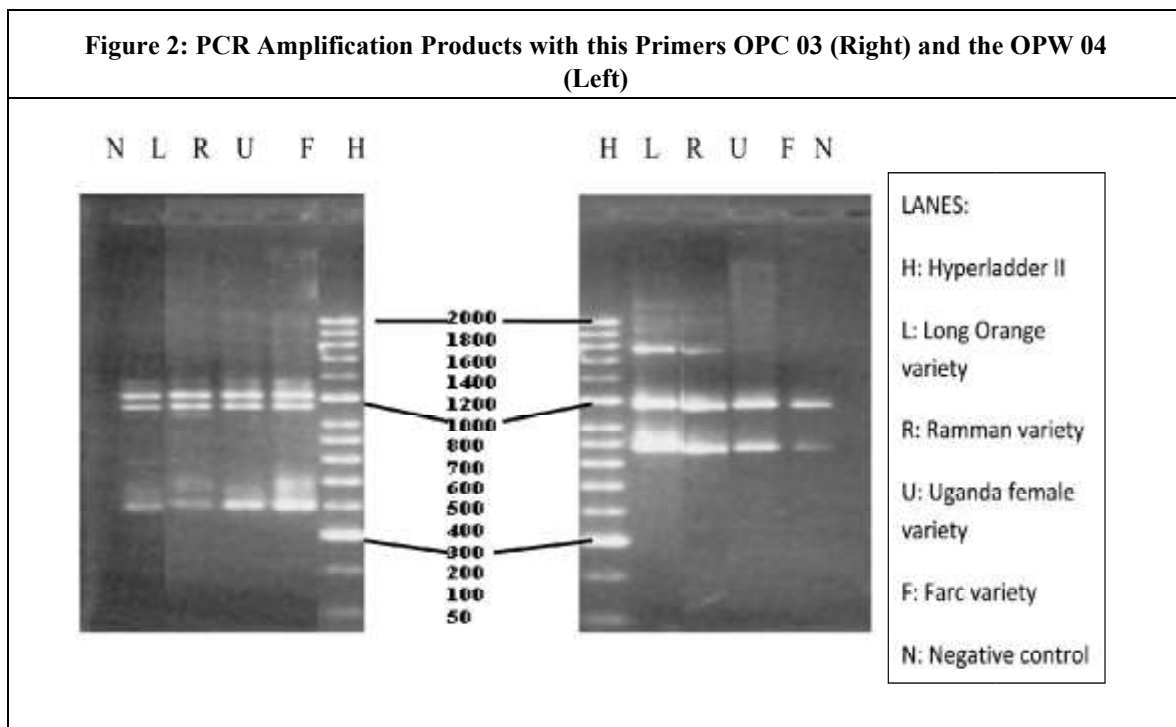 Figure 2: PCR Amplification Products with this Primers OPC 03 (Right) and the OPW 04
(Left)
N L R U F H
H L R U F N
2000
1800
1600
1400
1200
1000
800
700
600
500
400
300
200
100
50
LANES:
H: Hyperladder II
L: Long Orange
variety
R: Ramman variety
U: Uganda female
variety
F: Farc variety
N: Negative control